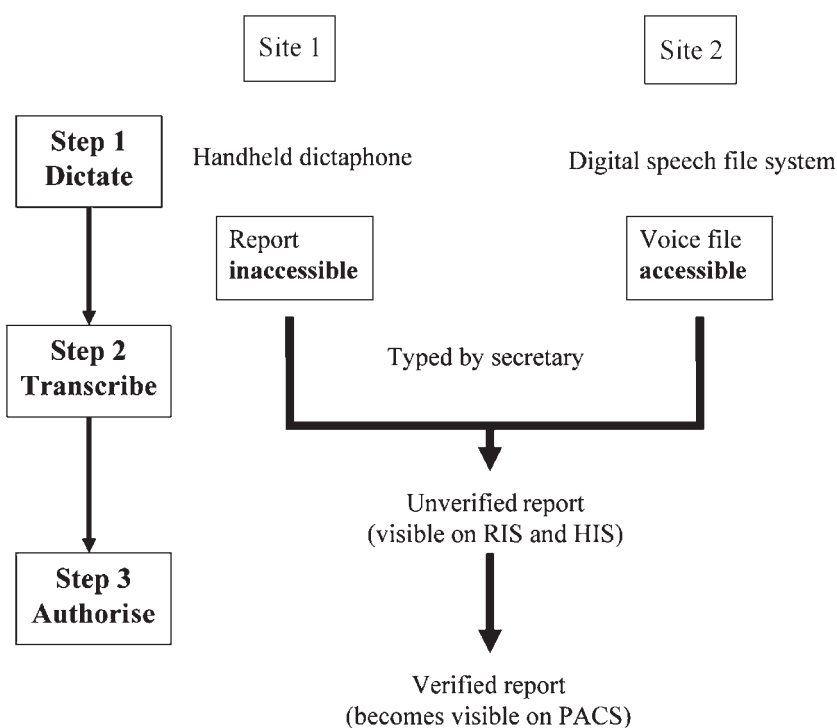 Site 1
Site 2
Step 1
Dictate
Handheld dictaphone
Digital speech file system
Report
inaccessible
Voice file
accessible
Step 2
Transcribe
Typed by secretary
Unverified report
(visible on RIS and HIS)
Step 3
Authorise
Verified report
(becomes visible on PACS)